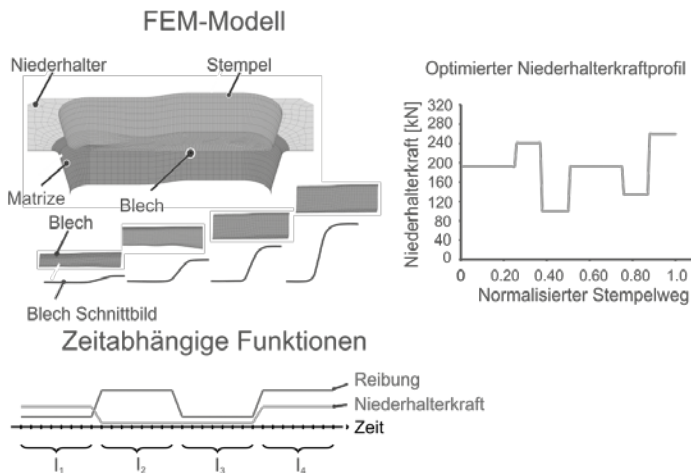 FEM-Modell
Niederhalter
Stempel
Matrize
Blech
Blech
Blech Schnittbild
Optimierter Niederhalterkraftprofil
Niederhalterkraft [kN]
320
280
240
200
160
120
80
40
0
0 0.20 0.40 0.60 0.80 1.0
Normalisierter Stempelweg
Zeitabhängige Funktionen
Reibung
Niederhalterkraft
Zeit
I₁ I₂ I₃ I₄